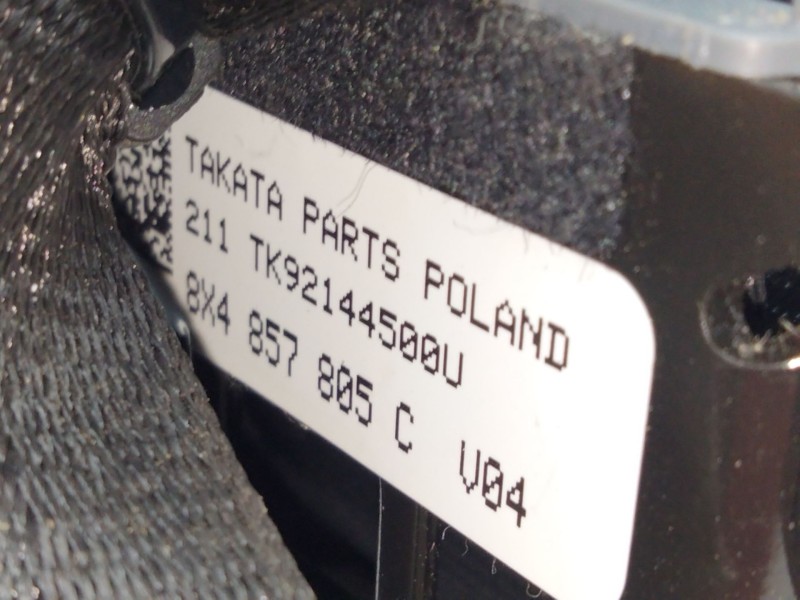 TAKATA PARTS POLAND
211 TK92144500U
8X4 857 805 C V04